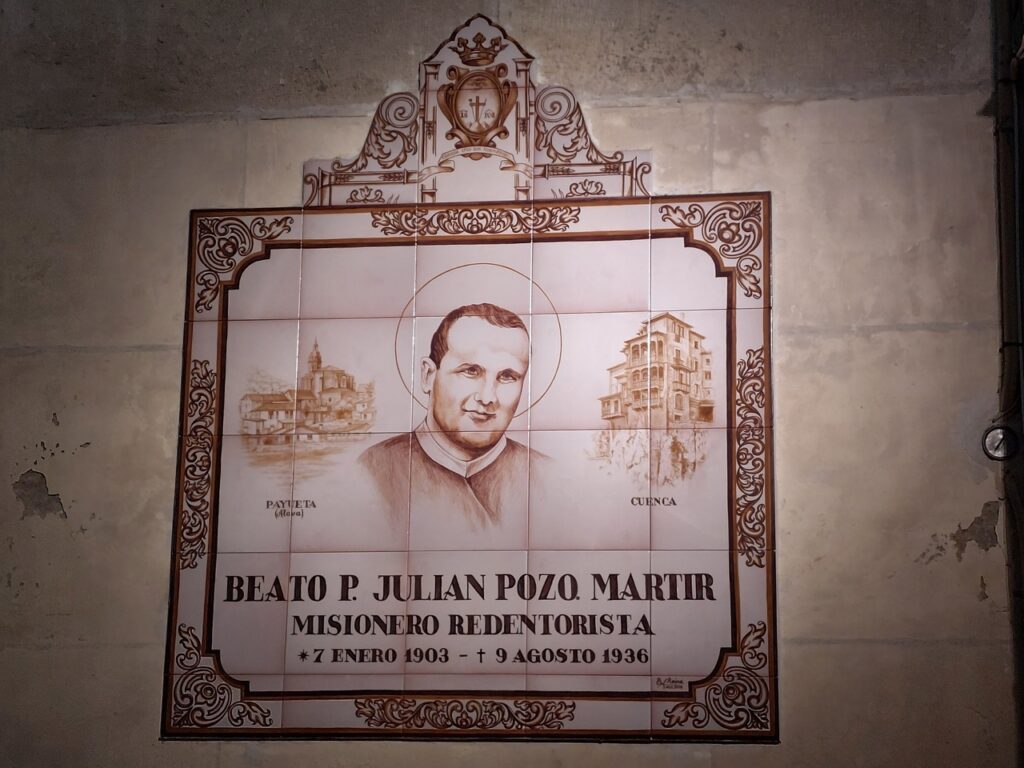 PAYUETA
(Alava)
CUENCA
BEATO P. JULIAN POZO. MARTIR
MISIONERO REDENTORISTA
*7 ENERO 1903 - † 9 AGOSTO 1936